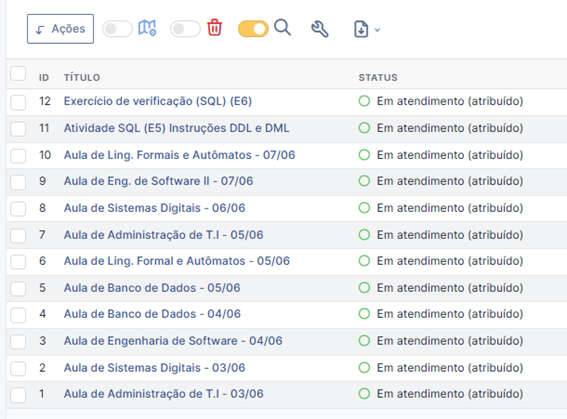 Ações
ID TÍTULO STATUS
12 Exercício de verificação (SQL) (E6) Em atendimento (atribuído)
11 Atividade SQL (E5) Instruções DDL e DML Em atendimento (atribuído)
10 Aula de Ling. Formais e Autômatos - 07/06 Em atendimento (atribuído)
9 Aula de Eng. de Software II - 07/06 Em atendimento (atribuído)
8 Aula de Sistemas Digitais - 06/06 Em atendimento (atribuído)
7 Aula de Administração de T.I - 05/06 Em atendimento (atribuído)
6 Aula de Ling. Formal e Autômatos - 05/06 Em atendimento (atribuído)
5 Aula de Banco de Dados - 05/06 Em atendimento (atribuído)
4 Aula de Banco de Dados - 04/06 Em atendimento (atribuído)
3 Aula de Engenharia de Software - 04/06 Em atendimento (atribuído)
2 Aula de Sistemas Digitais - 03/06 Em atendimento (atribuído)
1 Aula de Administração de T.I - 03/06 Em atendimento (atribuído)